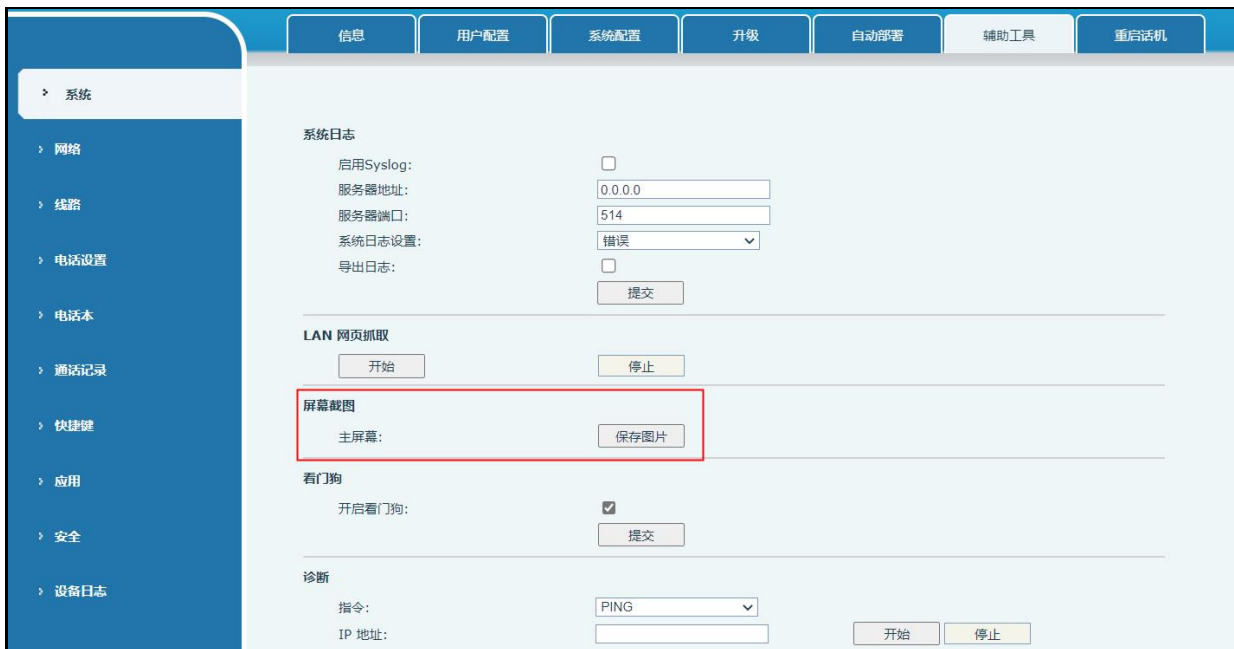 信息 用户配置 系统配置 升级 自动部署 辅助工具 重启话机
系统
网络
线路
电话设置
电话本
通话记录
快捷键
应用
安全
设备日志
系统日志
启用Syslog:
服务器地址: 0.0.0.0
服务器端口: 514
系统日志设置: 错误
导出日志:
提交
LAN 网页抓取
开始 停止
屏幕截图
主屏幕: 保存图片
看门狗
开启看门狗:
提交
诊断
指令: PING
IP 地址: 开始 停止